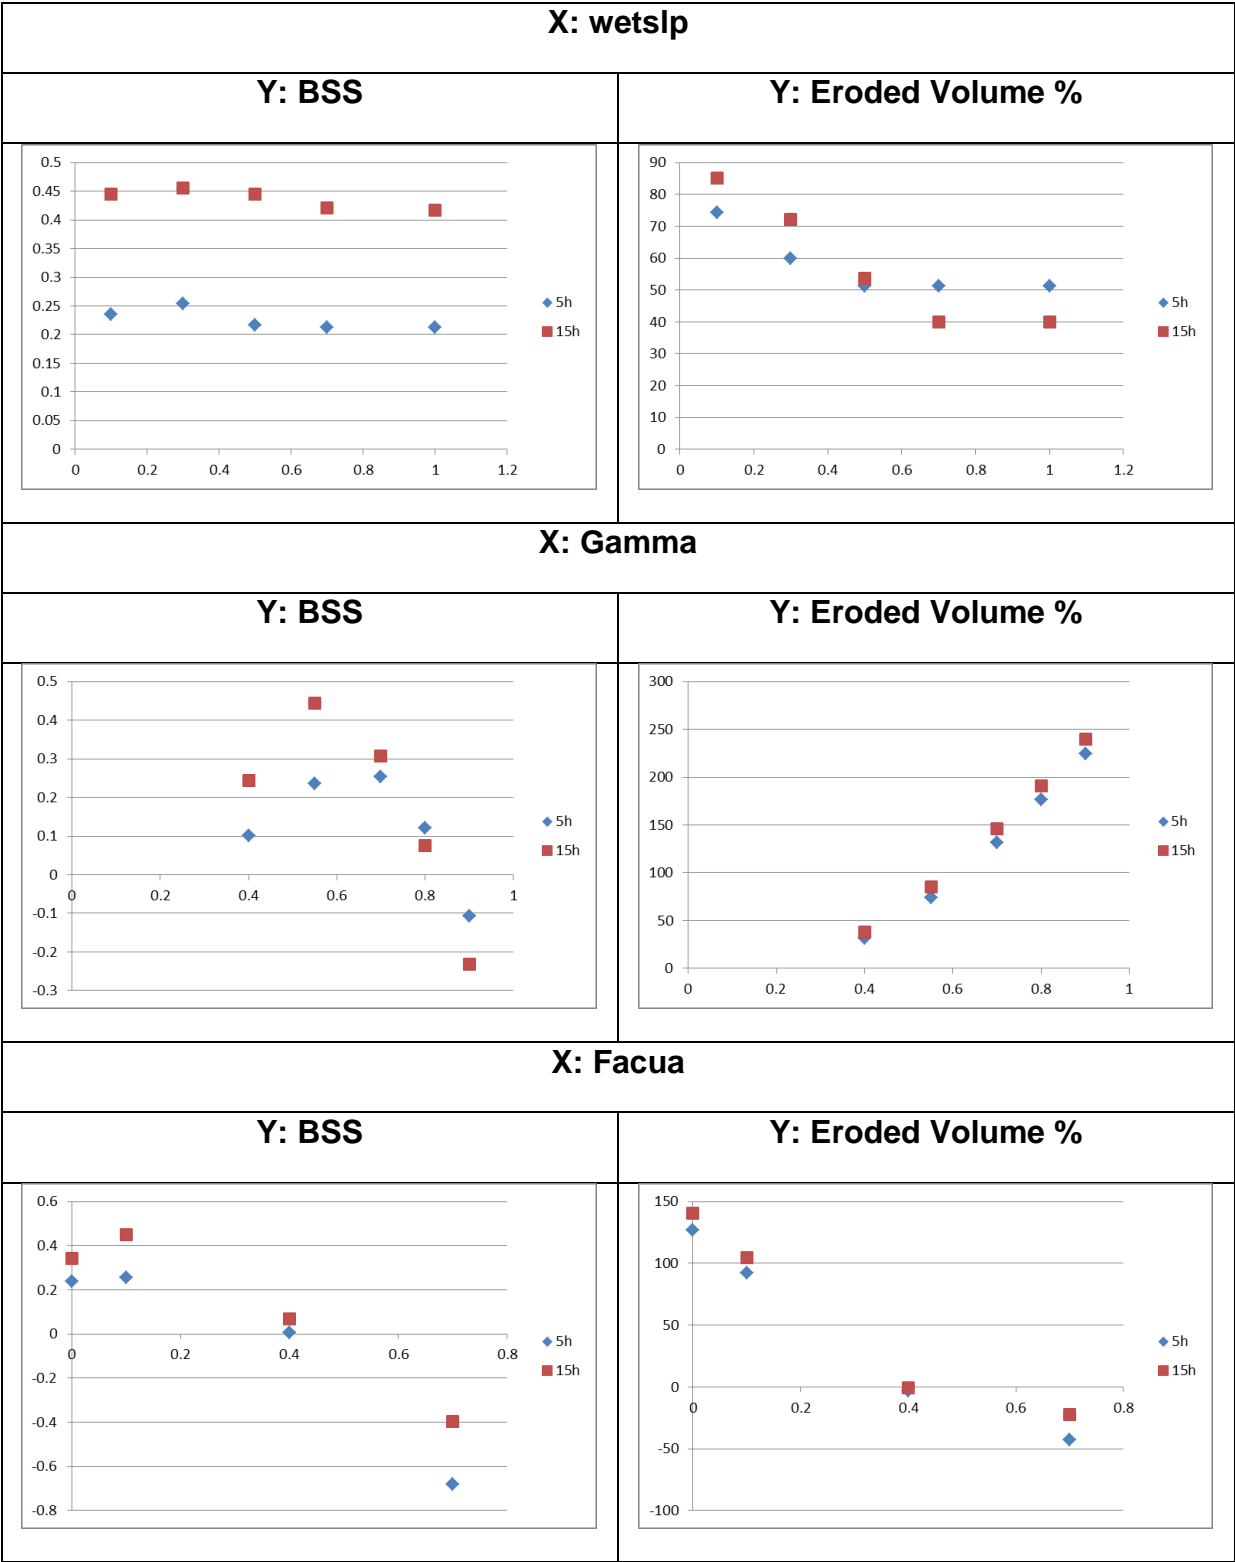 X: wetslp
Y: BSS Y: Eroded Volume %
0.5
0.45
0.4
0.35
0.3
0.25
0.2
0.15
0.1
0.05
0
0 0.2 0.4 0.6 0.8 1 1.2
5h
15h
90
80
70
60
50
40
30
20
10
0
0 0.2 0.4 0.6 0.8 1 1.2
5h
15h
X: Gamma
Y: BSS Y: Eroded Volume %
0.5
0.4
0.3
0.2
0.1
0
-0.1
-0.2
-0.3
0 0.2 0.4 0.6 0.8 1
5h
15h
300
250
200
150
100
50
0
0 0.2 0.4 0.6 0.8 1
5h
15h
X: Facua
Y: BSS Y: Eroded Volume %
0.6
0.4
0.2
0
-0.2
-0.4
-0.6
-0.8
0 0.2 0.4 0.6 0.8
5h
15h
150
100
50
0
-50
-100
0 0.2 0.4 0.6 0.8
5h
15h